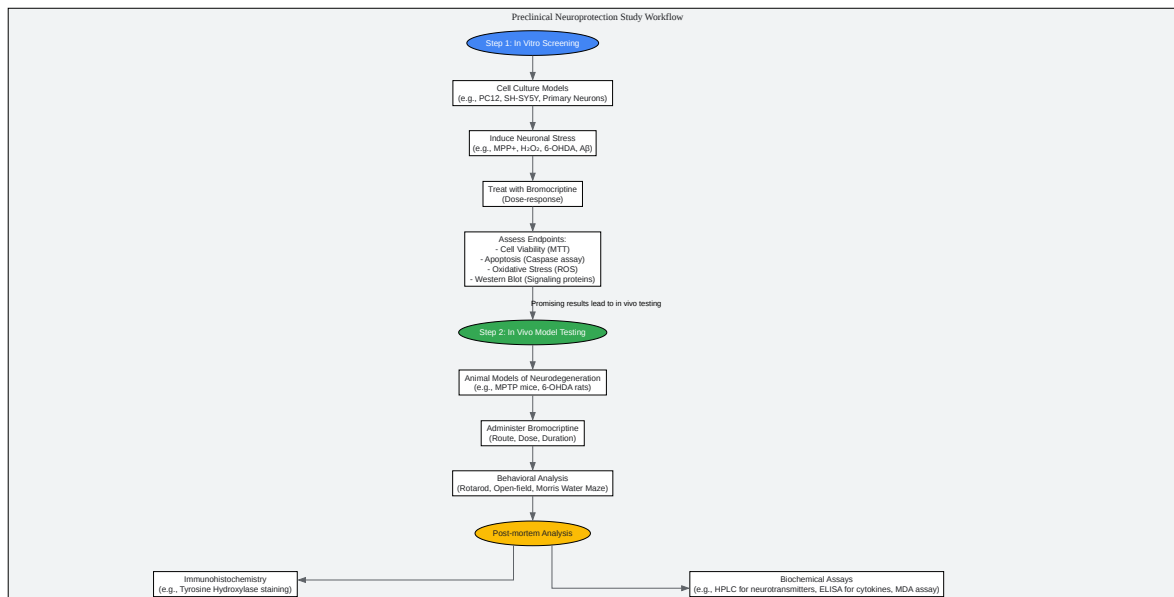 Preclinical Neuroprotection Study Workflow
Step 1: In Vitro Screening
Cell Culture Models
(e.g., PC12, SH-SY5Y, Primary Neurons)
Induce Neuronal Stress
(e.g., MPP+, H₂O₂, 6-OHDA, Aβ)
Treat with Bromocriptine
(Dose-response)
Assess Endpoints:
- Cell Viability (MTT)
- Apoptosis (Caspase assay)
- Oxidative Stress (ROS)
- Western Blot (Signaling proteins)
Promising results lead to in vivo testing
Step 2: In Vivo Model Testing
Animal Models of Neurodegeneration
(e.g., MPTP mice, 6-OHDA rats)
Administer Bromocriptine
(Route, Dose, Duration)
Behavioral Analysis
(Rotarod, Open-field, Morris Water Maze)
Post-mortem Analysis
Immunohistochemistry
(e.g., Tyrosine Hydroxylase staining)
Biochemical Assays
(e.g., HPLC for neurotransmitters, ELISA for cytokines, MDA assay)